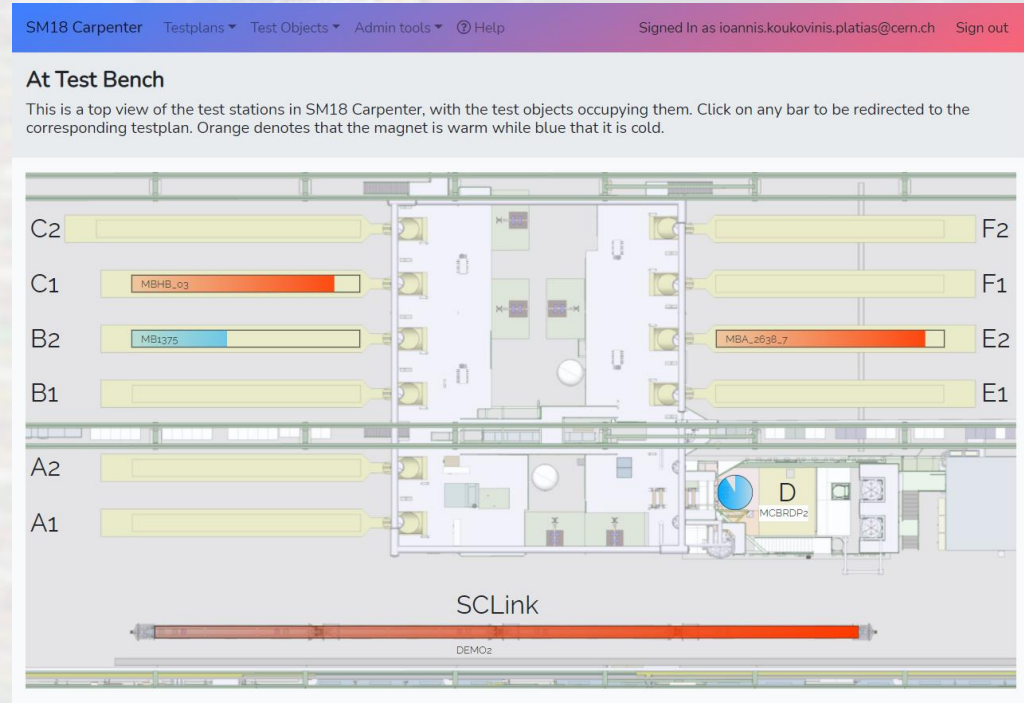 SM18 Carpenter Testplans Test Objects Admin tools Help Signed In as ioannis.koukovinis.platias@cern.ch Sign out
At Test Bench
This is a top view of the test stations in SM18 Carpenter, with the test objects occupying them. Click on any bar to be redirected to the
corresponding testplan. Orange denotes that the magnet is warm while blue that it is cold.
C2 F2
C1 MBHB_03 F1
B2 MB1375 MBA_2638_7 E2
B1 E1
A2
D
MCBRDP2
A1
SCLink
DEMO2